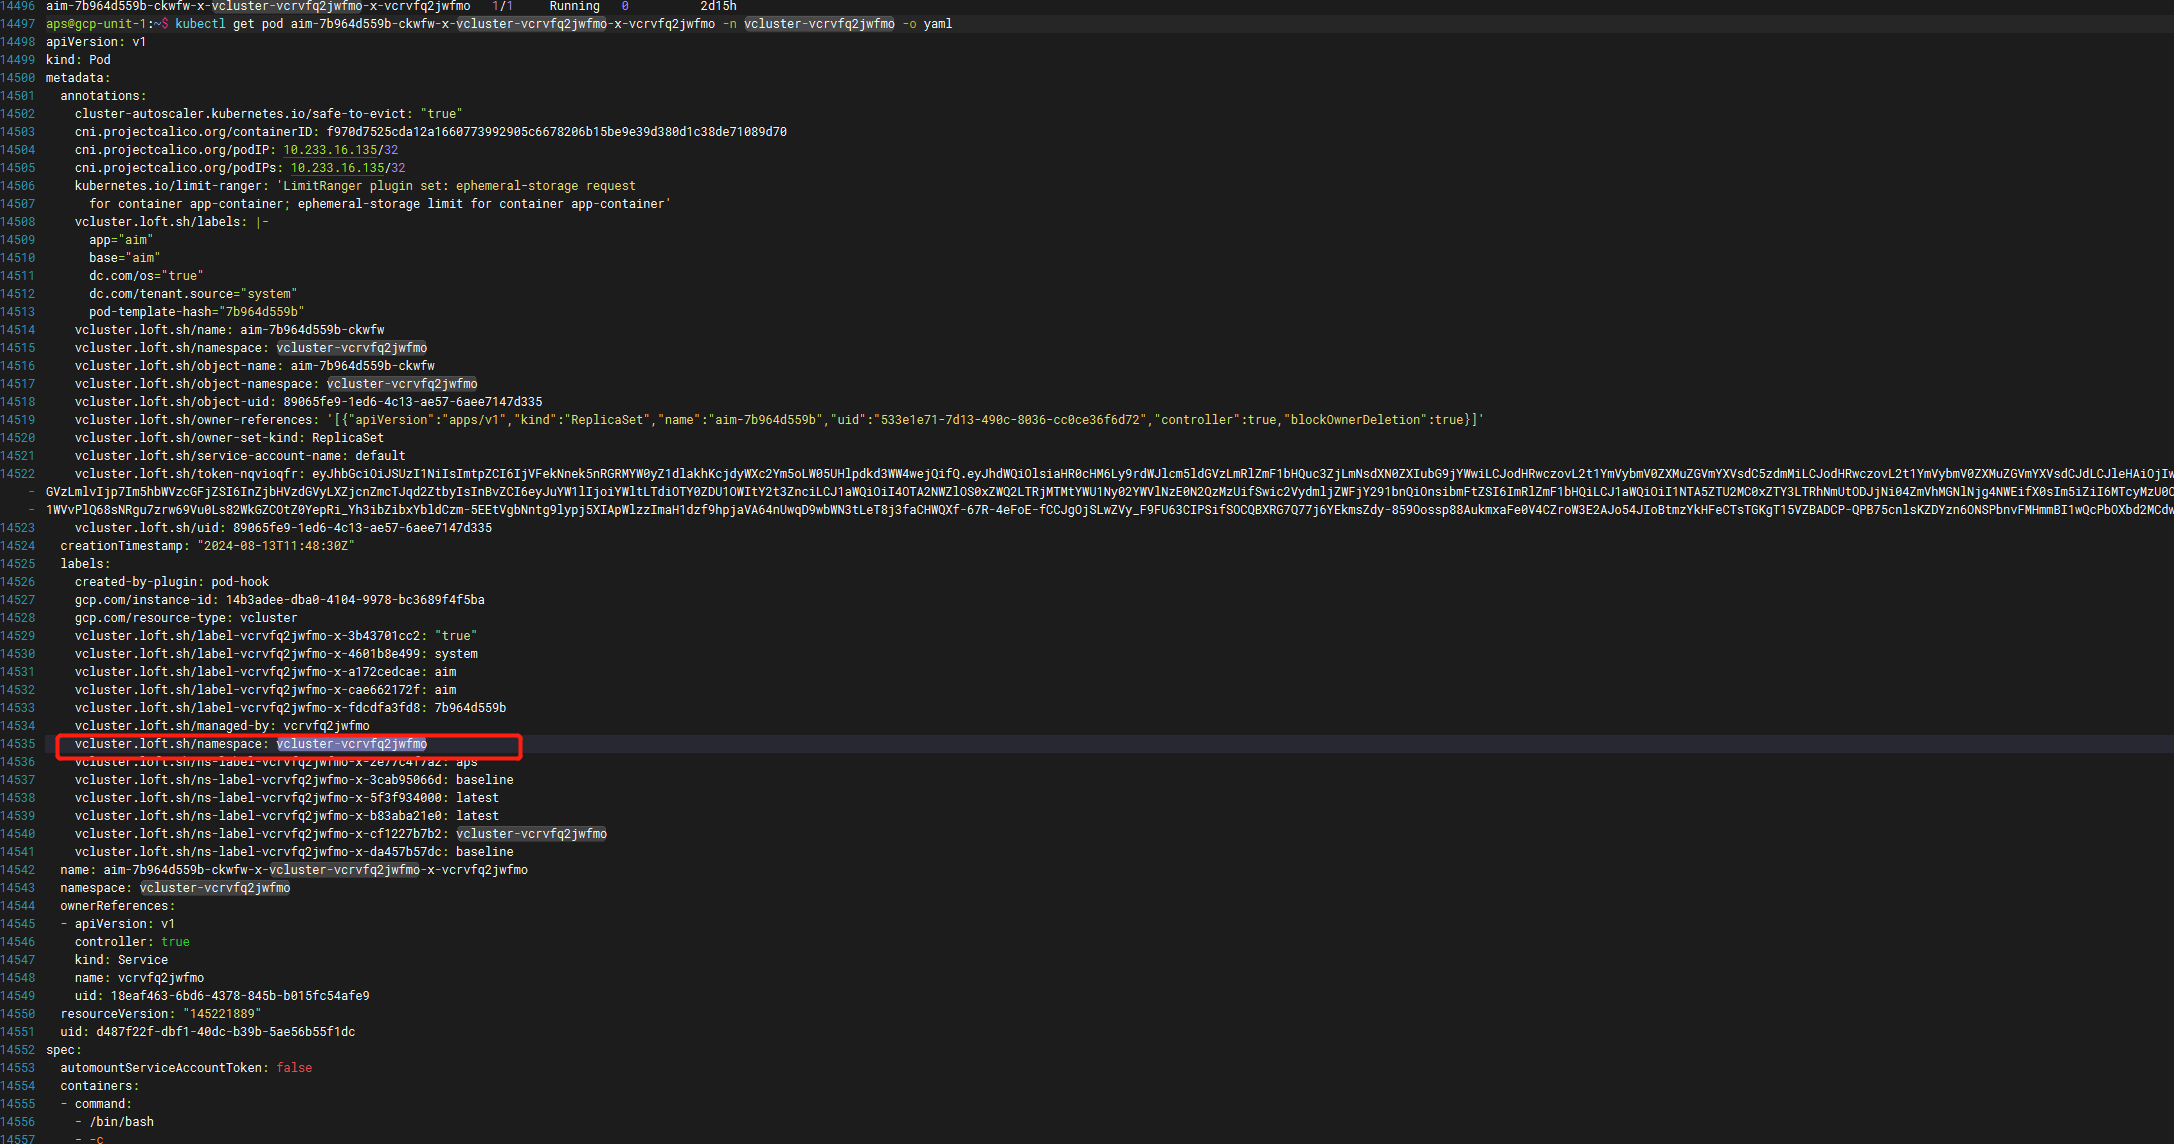 14496 aim-7b964d559b-ckwfw-x-vcluster-vcrvfq2jwfmo-x-vcrvfq2jwfmo 1/1 Running 0 2d15h
14497 aps@gcp-unit-1:~$ kubectl get pod aim-7b964d559b-ckwfw-x-vcluster-vcrvfq2jwfmo-x-vcrvfq2jwfmo -n vcluster-vcrvfq2jwfmo -o yaml
14498 apiVersion: v1
14499 kind: Pod
14500 metadata:
14501 annotations:
14502 cluster-autoscaler.kubernetes.io/safe-to-evict: "true"
14503 cni.projectcalico.org/containerID: f970d7525cda12a1660773992905c6678206b15be9e39d380d1c38de71089d70
14504 cni.projectcalico.org/podIP: 10.233.16.135/32
14505 cni.projectcalico.org/podIPs: 10.233.16.135/32
14506 kubernetes.io/limit-ranger: 'LimitRanger plugin set: ephemeral-storage request
14507 for container app-container; ephemeral-storage limit for container app-container'
14508 vcluster.loft.sh/labels: |-
14509 app="aim"
14510 base="aim"
14511 dc.com/os="true"
14512 dc.com/tenant.source="system"
14513 pod-template-hash="7b964d559b"
14514 vcluster.loft.sh/name: aim-7b964d559b-ckwfw
14515 vcluster.loft.sh/namespace: vcluster-vcrvfq2jwfmo
14516 vcluster.loft.sh/object-name: aim-7b964d559b-ckwfw
14517 vcluster.loft.sh/object-namespace: vcluster-vcrvfq2jwfmo
14518 vcluster.loft.sh/object-uid: 89065fe9-1ed6-4c13-ae57-6aee7147d335
14519 vcluster.loft.sh/owner-references: '[{"apiVersion":"apps/v1","kind":"ReplicaSet","name":"aim-7b964d559b","uid":"533e1e71-7d13-490c-8036-cc0ce36f6d72","controller":true,"blockOwnerDeletion":true}]'
14520 vcluster.loft.sh/owner-set-kind: ReplicaSet
14521 vcluster.loft.sh/service-account-name: default
14522 vcluster.loft.sh/token-nqvioqfr:
14523 vcluster.loft.sh/uid: 89065fe9-1ed6-4c13-ae57-6aee7147d335
14524 creationTimestamp: "2024-08-13T11:48:30Z"
14525 labels:
14526 created-by-plugin: pod-hook
14527 gcp.com/instance-id: 14b3adee-dba0-4104-9978-bc3689f4f5ba
14528 gcp.com/resource-type: vcluster
14529 vcluster.loft.sh/label-vcrvfq2jwfmo-x-3b43701cc2: "true"
14530 vcluster.loft.sh/label-vcrvfq2jwfmo-x-4601b8e499: system
14531 vcluster.loft.sh/label-vcrvfq2jwfmo-x-a172cedcae: aim
14532 vcluster.loft.sh/label-vcrvfq2jwfmo-x-cae662172f: aim
14533 vcluster.loft.sh/label-vcrvfq2jwfmo-x-fdcdfa3fd8: 7b964d559b
14534 vcluster.loft.sh/managed-by: vcrvfq2jwfmo
14535 vcluster.loft.sh/namespace: vcluster-vcrvfq2jwfmo
14536 vcluster.loft.sh/ns-label-vcrvfq2jwfmo-x-2e77c4f7a2: aps
14537 vcluster.loft.sh/ns-label-vcrvfq2jwfmo-x-3cab95066d: baseline
14538 vcluster.loft.sh/ns-label-vcrvfq2jwfmo-x-5f3f934000: latest
14539 vcluster.loft.sh/ns-label-vcrvfq2jwfmo-x-b83aba21e0: latest
14540 vcluster.loft.sh/ns-label-vcrvfq2jwfmo-x-cf1227b7b2: vcluster-vcrvfq2jwfmo
14541 vcluster.loft.sh/ns-label-vcrvfq2jwfmo-x-da457b57dc: baseline
14542 name: aim-7b964d559b-ckwfw-x-vcluster-vcrvfq2jwfmo-x-vcrvfq2jwfmo
14543 namespace: vcluster-vcrvfq2jwfmo
14544 ownerReferences:
14545 - apiVersion: v1
14546 controller: true
14547 kind: Service
14548 name: vcrvfq2jwfmo
14549 uid: 18eaf463-6bd6-4378-845b-b015fc54afe9
14550 resourceVersion: "145221889"
14551 uid: d487f22f-dbf1-40dc-b39b-5ae56b55f1dc
14552 spec:
14553 automountServiceAccountToken: false
14554 containers:
14555 - command:
14556 - /bin/bash
14557 - -c